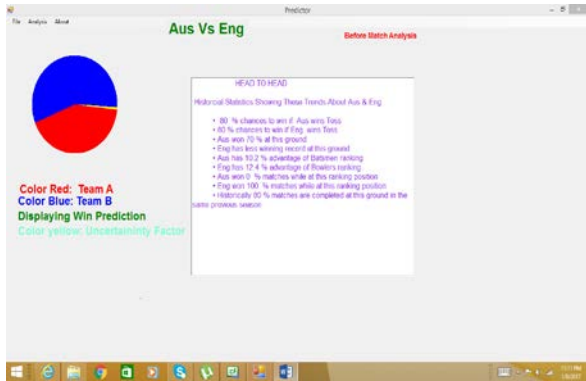 Predictor
File Analysis About
Aus Vs Eng
Before Match Analysis
HEAD TO HEAD
Historical Statistics Showing These Trends About Aus & Eng
• 80 % chances to win if Aus wins Toss
• 60 % chances to win if Eng wins Toss
• Aus won 70 % at this ground
• Eng has less winning record at this ground
• Aus has 10.2 % advantage of Batsmen ranking
• Eng has 12.4 % advantage of Bowlers ranking
• Aus won 0 % matches while at this ranking position
• Eng won 100 % matches while at this ranking position
• Historically 80 % matches are completed at this ground in the
same previous season
Color Red: Team A
Color Blue: Team B
Displaying Win Prediction
Color yellow: Uncertaininty Factor